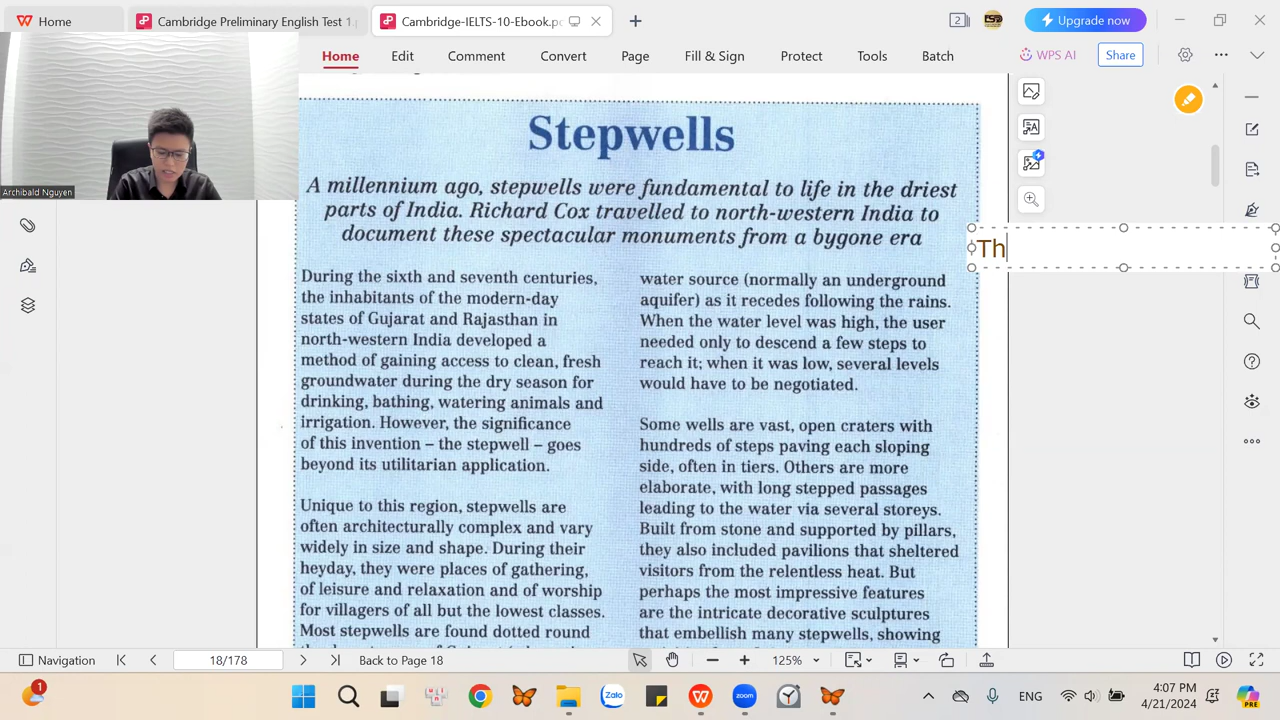 Home
Cambridge Preliminary English Test 1.p
Cambridge-IELTS-10-Ebook.pd
2
Upgrade now
Home
Edit
Comment
Convert
Page
Fill & Sign
Protect
Tools
Batch
WPS AI
Share
Archibald Nguyen
Stepwells
A millennium ago, stepwells were fundamental to life in the driest
parts of India. Richard Cox travelled to north-western India to
document these spectacular monuments from a bygone era
During the sixth and seventh centuries,
the inhabitants of the modern-day
states of Gujarat and Rajasthan in
north-western India developed a
method of gaining access to clean, fresh
groundwater during the dry season for
drinking, bathing, watering animals and
irrigation. However, the significance
of this invention – the stepwell – goes
beyond its utilitarian application.
Unique to this region, stepwells are
often architecturally complex and vary
widely in size and shape. During their
heyday, they were places of gathering,
of leisure and relaxation and of worship
for villagers of all but the lowest classes.
Most stepwells are found dotted round
water source (normally an underground
aquifer) as it recedes following the rains.
When the water level was high, the user
needed only to descend a few steps to
reach it; when it was low, several levels
would have to be negotiated.
Some wells are vast, open craters with
hundreds of steps paving each sloping
side, often in tiers. Others are more
elaborate, with long stepped passages
leading to the water via several storeys.
Built from stone and supported by pillars,
they also included pavilions that sheltered
visitors from the relentless heat. But
perhaps the most impressive features
are the intricate decorative sculptures
that embellish many stepwells, showing
Th
Navigation
18/178
Back to Page 18
125%
1
Zalo
zoom
ENG
4:07 PM
4/21/2024
PRE